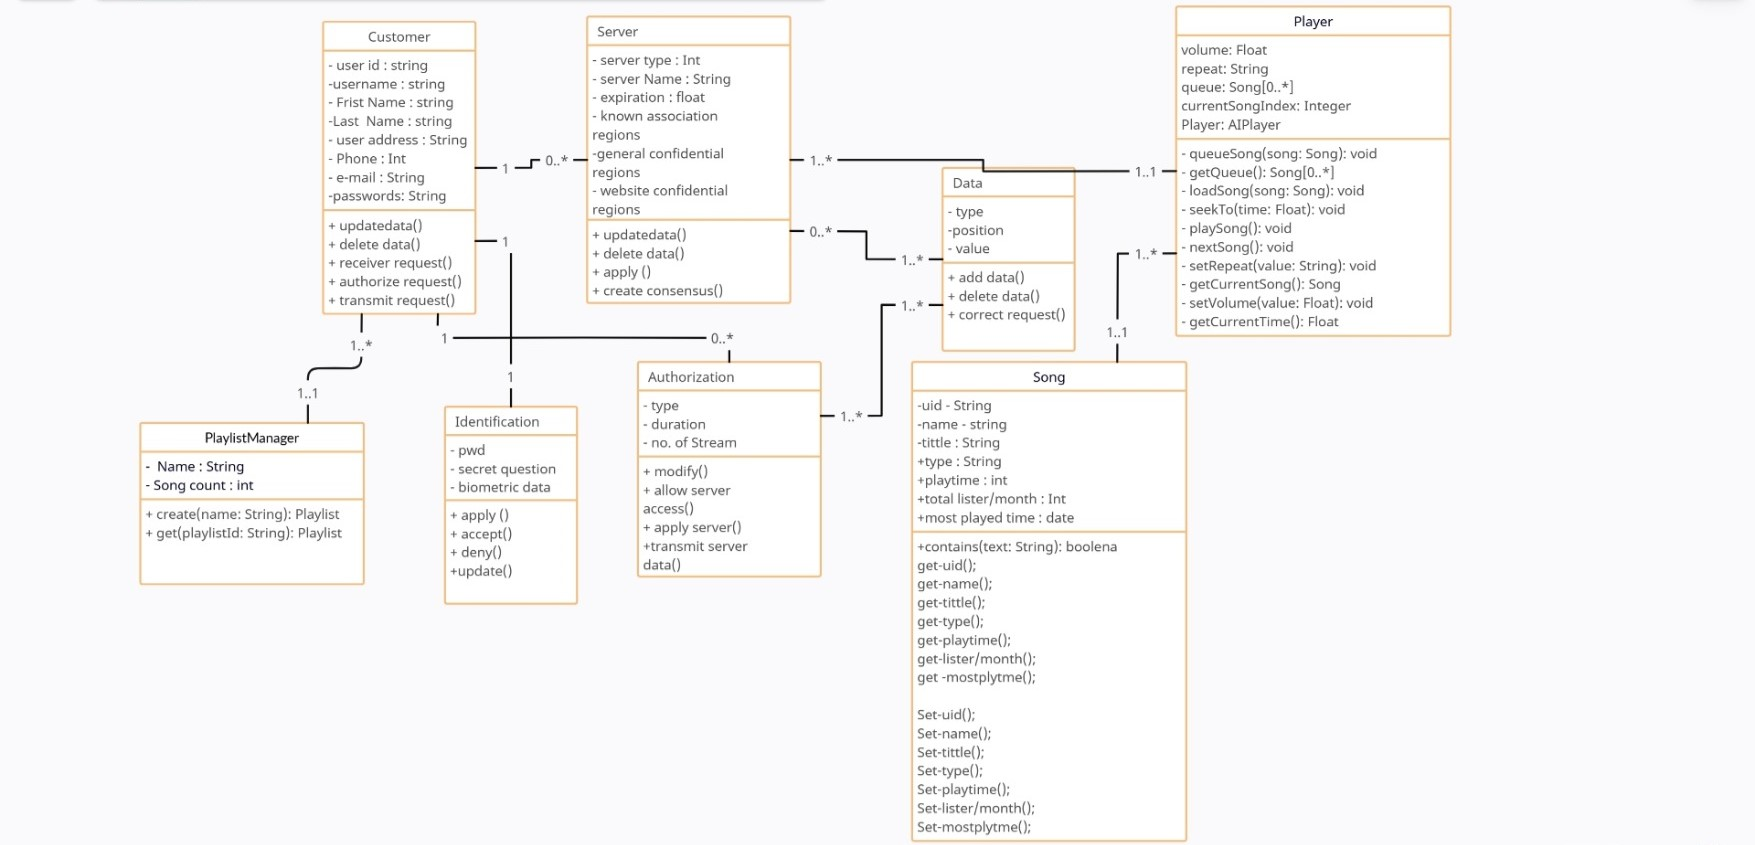 Customer
- user id : string
-username : string
- Frist Name : string
-Last  Name : string
- user address : String
- Phone : Int
- e-mail : String
-passwords: String
+ updatedata()
+ delete data()
+ receiver request()
+ authorize request()
+ transmit request()
Server
- server type : Int
- server Name : String
- expiration : float
- known association
regions
-general confidential
regions
- website confidential
regions
+ updatedata()
+ delete data()
+ apply ()
+ create consensus()
Player
volume: Float
repeat: String
queue: Song[0..*]
currentSongIndex: Integer
Player: AIPlayer
- queueSong(song: Song): void
- getQueue(): Song[0..*]
- loadSong(song: Song): void
- seekTo(time: Float): void
- playSong(): void
- nextSong(): void
- setRepeat(value: String): void
- getCurrentSong(): Song
- setVolume(value: Float): void
- getCurrentTime(): Float
Data
- type
-position
- value
+ add data()
+ delete data()
+ correct request()
1
0..*
1..*
1..1
1
0..*
1..*
1..*
1..*
1..1
1..*
1..1
1
0..*
1
1..*
PlaylistManager
-  Name : String
- Song count : int
+ create(name: String): Playlist
+ get(playlistId: String): Playlist
Identification
- pwd
- secret question
- biometric data
+ apply ()
+ accept()
+ deny()
+update()
Authorization
- type
- duration
- no. of Stream
+ modify()
+ allow server
access()
+ apply server()
+transmit server
data()
Song
-uid - String
-name - string
-tittle : String
+type : String
+playtime : int
+total lister/month : Int
+most played time : date
+contains(text: String): boolena
get-uid();
get-name();
get-tittle();
get-type();
get-playtime();
get-lister/month();
get -mostplytme();
Set-uid();
Set-name();
Set-tittle();
Set-type();
Set-playtime();
Set-lister/month();
Set-mostplytme();